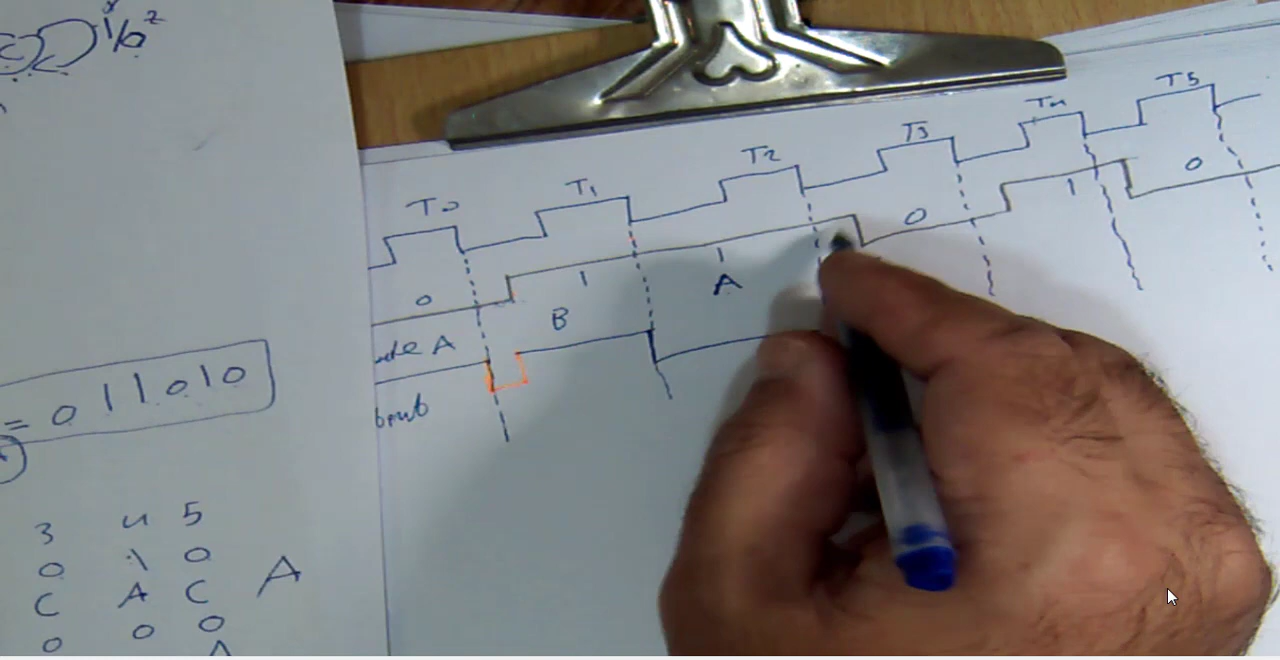 T0 T1 T2 T3 T4 T5
0 1 1 0 1 0
A B A
= 011010
3 4 5
0 1 0
C A C A
0 0 0